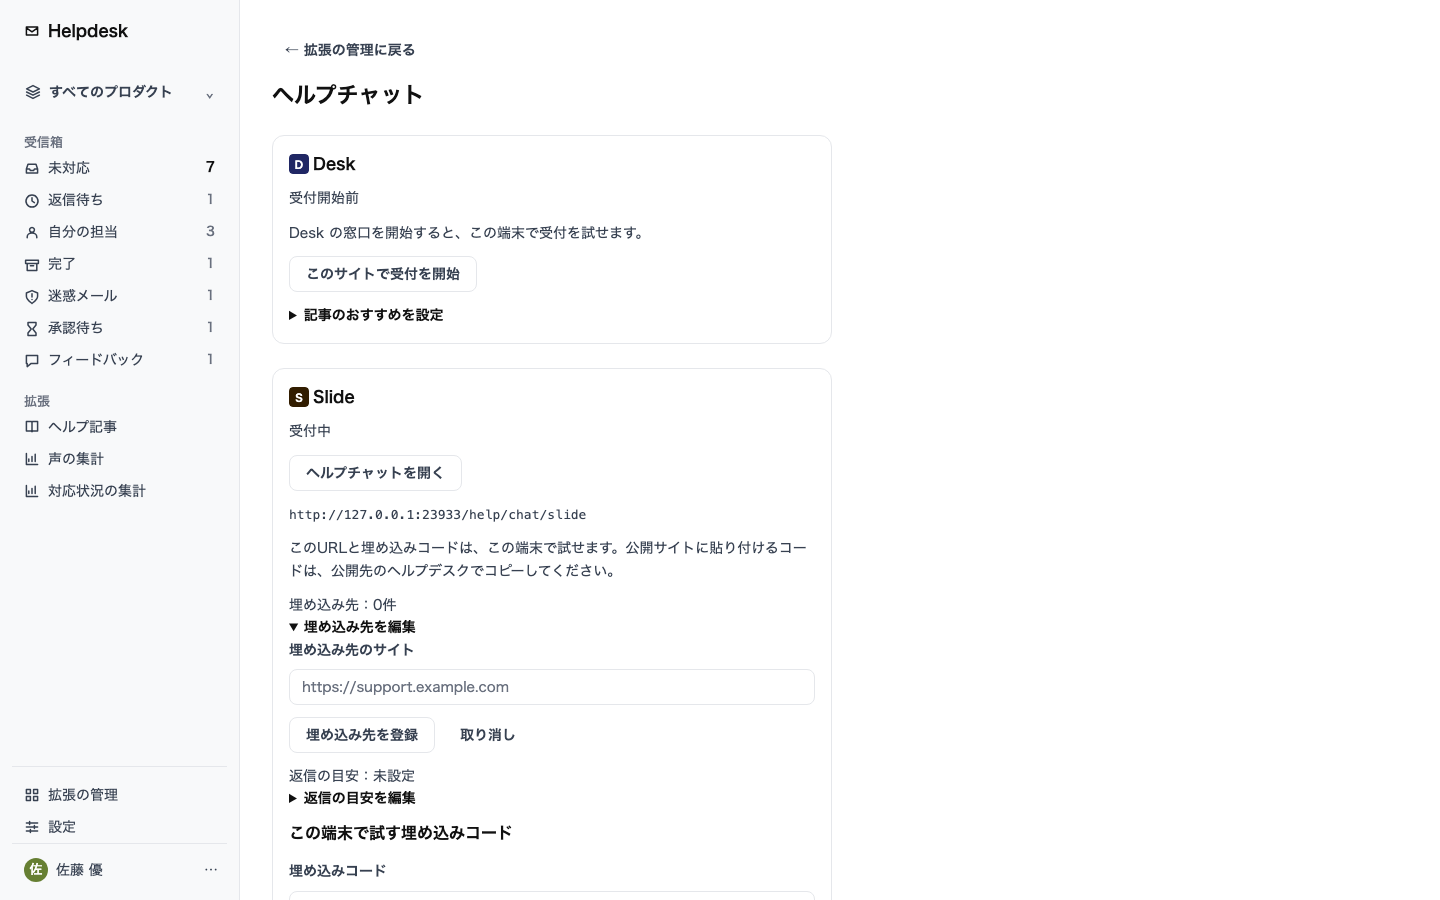 Helpdesk
すべてのプロダクト
受信箱
未対応 7
返信待ち 1
自分の担当 3
完了 1
迷惑メール 1
承認待ち 1
フィードバック 1
拡張
ヘルプ記事
声の集計
対応状況の集計
拡張の管理
設定
佐 佐藤 優 …
← 拡張の管理に戻る
ヘルプチャット
D Desk
受付開始前
Desk の窓口を開始すると、この端末で受付を試せます。
このサイトで受付を開始
▶ 記事のおすすめを設定
S Slide
受付中
ヘルプチャットを開く
http://127.0.0.1:23933/help/chat/slide
このURLと埋め込みコードは、この端末で試せます。公開サイトに貼り付けるコー
ドは、公開先のヘルプデスクでコピーしてください。
埋め込み先：0件
▼ 埋め込み先を編集
埋め込み先のサイト
https://support.example.com
埋め込み先を登録 取り消し
返信の目安：未設定
▶ 返信の目安を編集
この端末で試す埋め込みコード
埋め込みコード